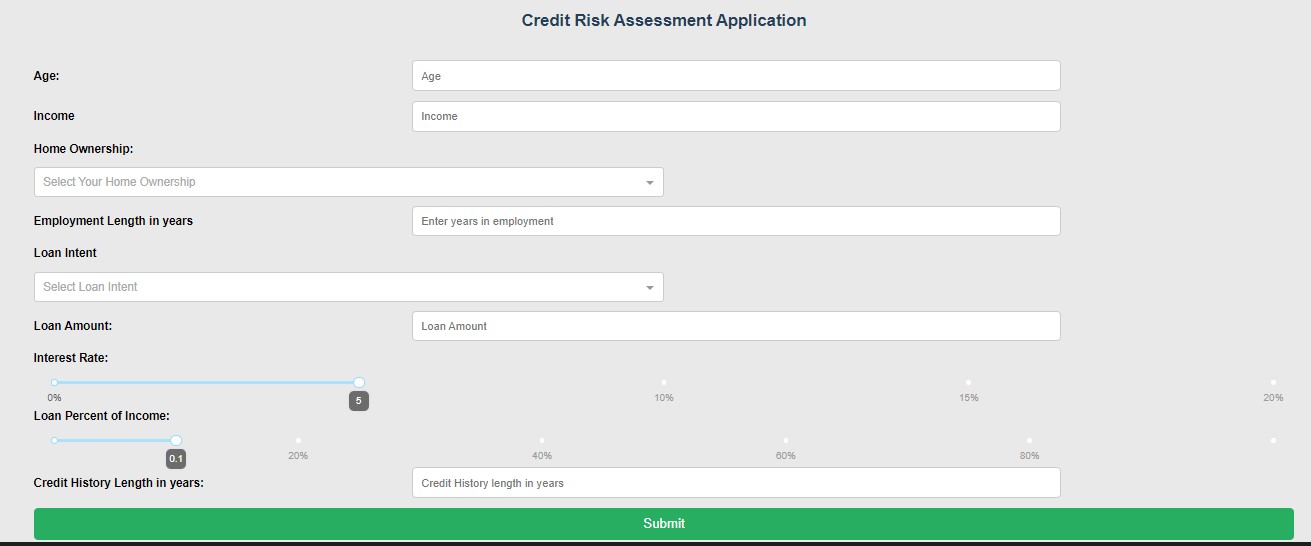 Credit Risk Assessment Application
Age: Age
Income Income
Home Ownership:
Select Your Home Ownership
Employment Length in years Enter years in employment
Loan Intent
Select Loan Intent
Loan Amount: Loan Amount
Interest Rate:
0% 5 10% 15% 20%
Loan Percent of Income:
0.1 20% 40% 60% 80%
Credit History Length in years: Credit History length in years
Submit